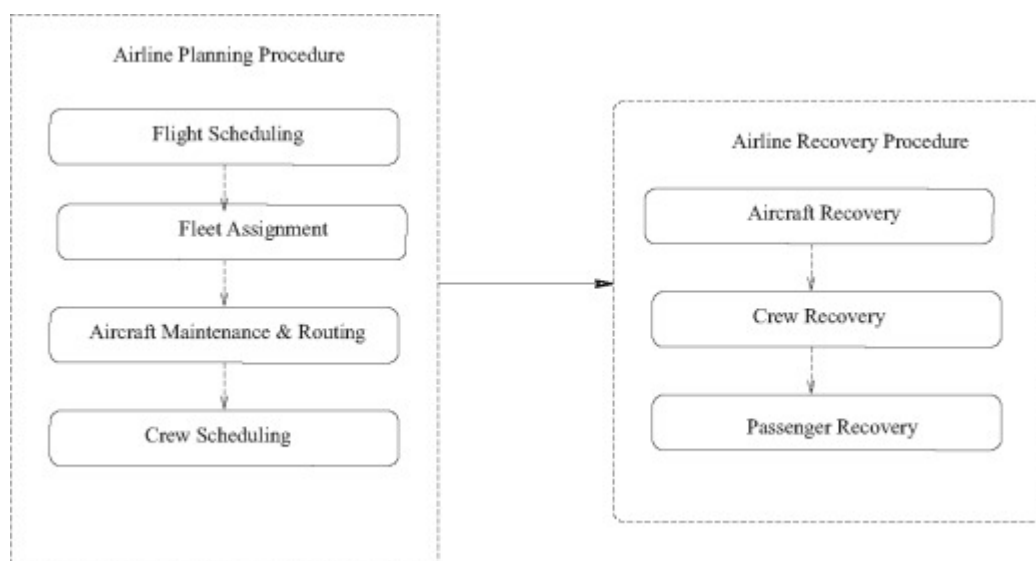 Airline Planning Procedure
Flight Scheduling
Fleet Assignment
Aircraft Maintenance & Routing
Crew Scheduling
Airline Recovery Procedure
Aircraft Recovery
Crew Recovery
Passenger Recovery